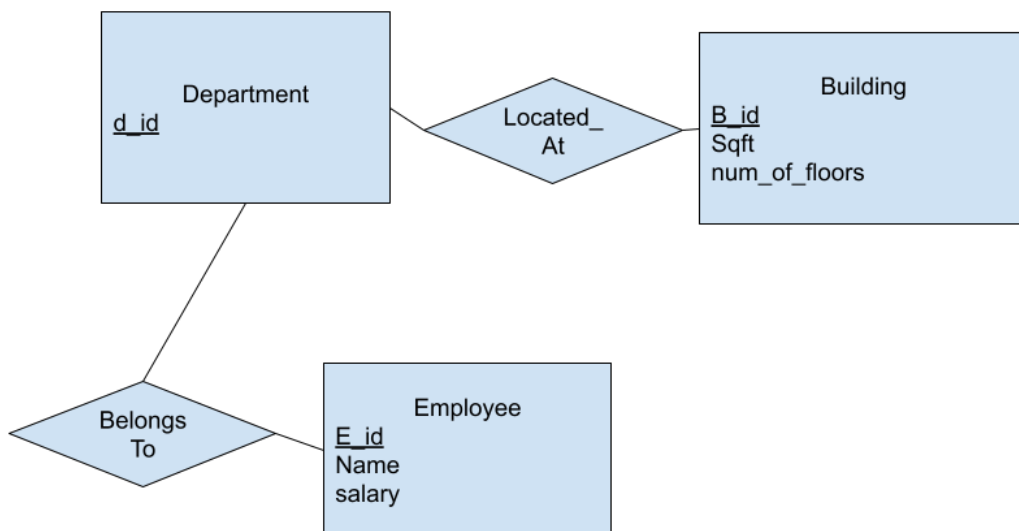 Department
d_id
Located_
At
Building
B_id
Sqft
num_of_floors
Belongs
To
Employee
E_id
Name
salary